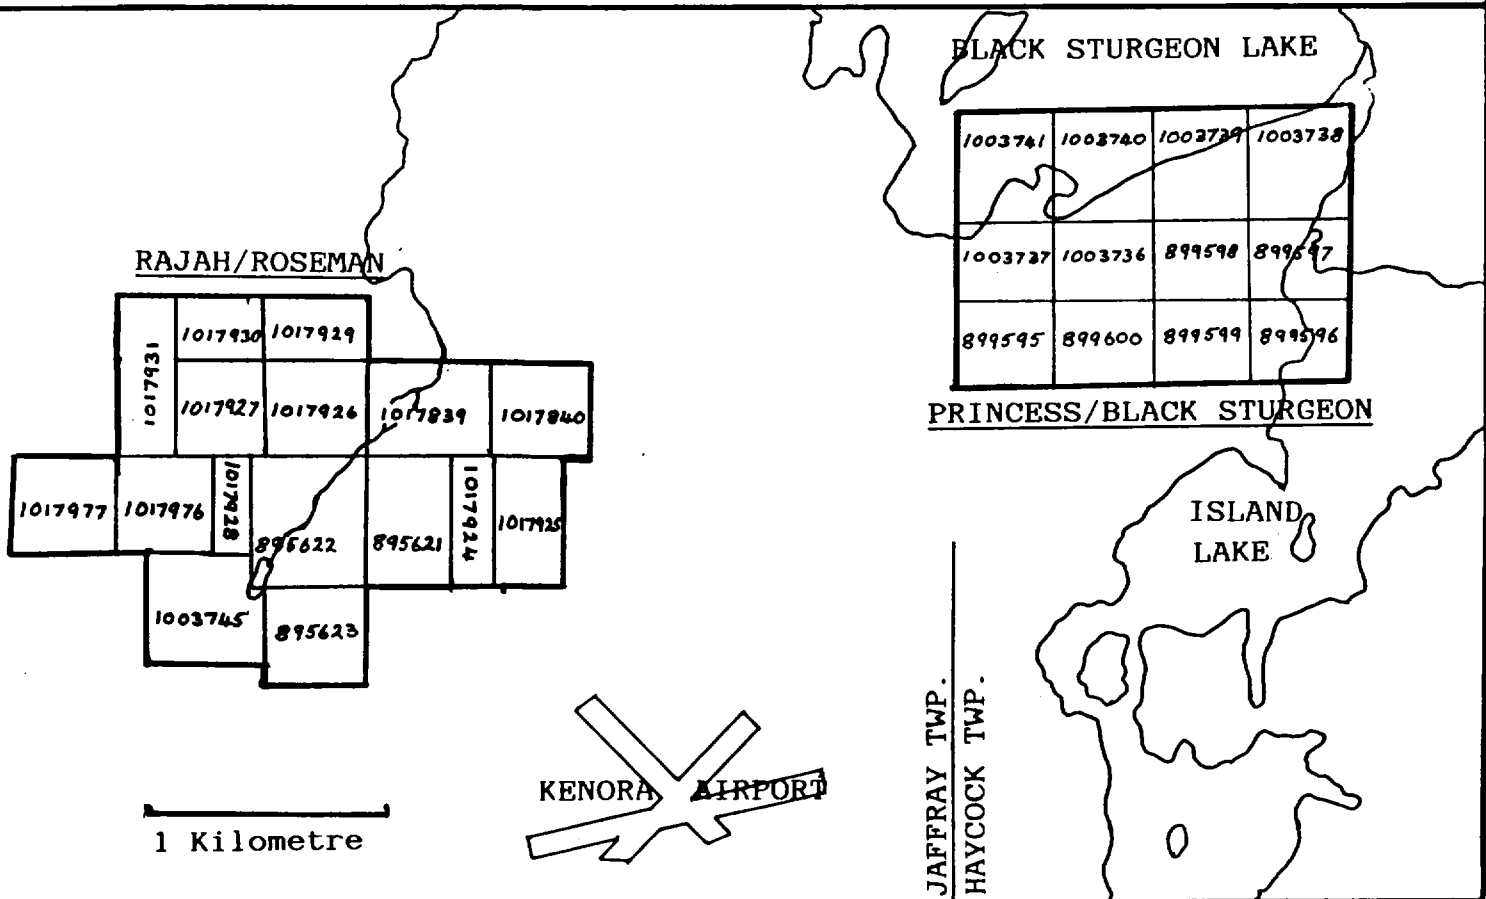 BLACK STURGEON LAKE
1003741 1003740 1003739 1003738
1003737 1003736 899598 899597
899595 899600 899599 899596
PRINCESS/BLACK STURGEON
RAJAH/ROSEMAN
1017931
1017930 1017929
1017927 1017926 1017839 1017840
1017977 1017976 1017928 895622 895621 1017924 1017925
1003745 895623
ISLAND
LAKE
KENORA AIRPORT
1 Kilometre
JAFFRAY TWP.
HAYCOCK TWP.